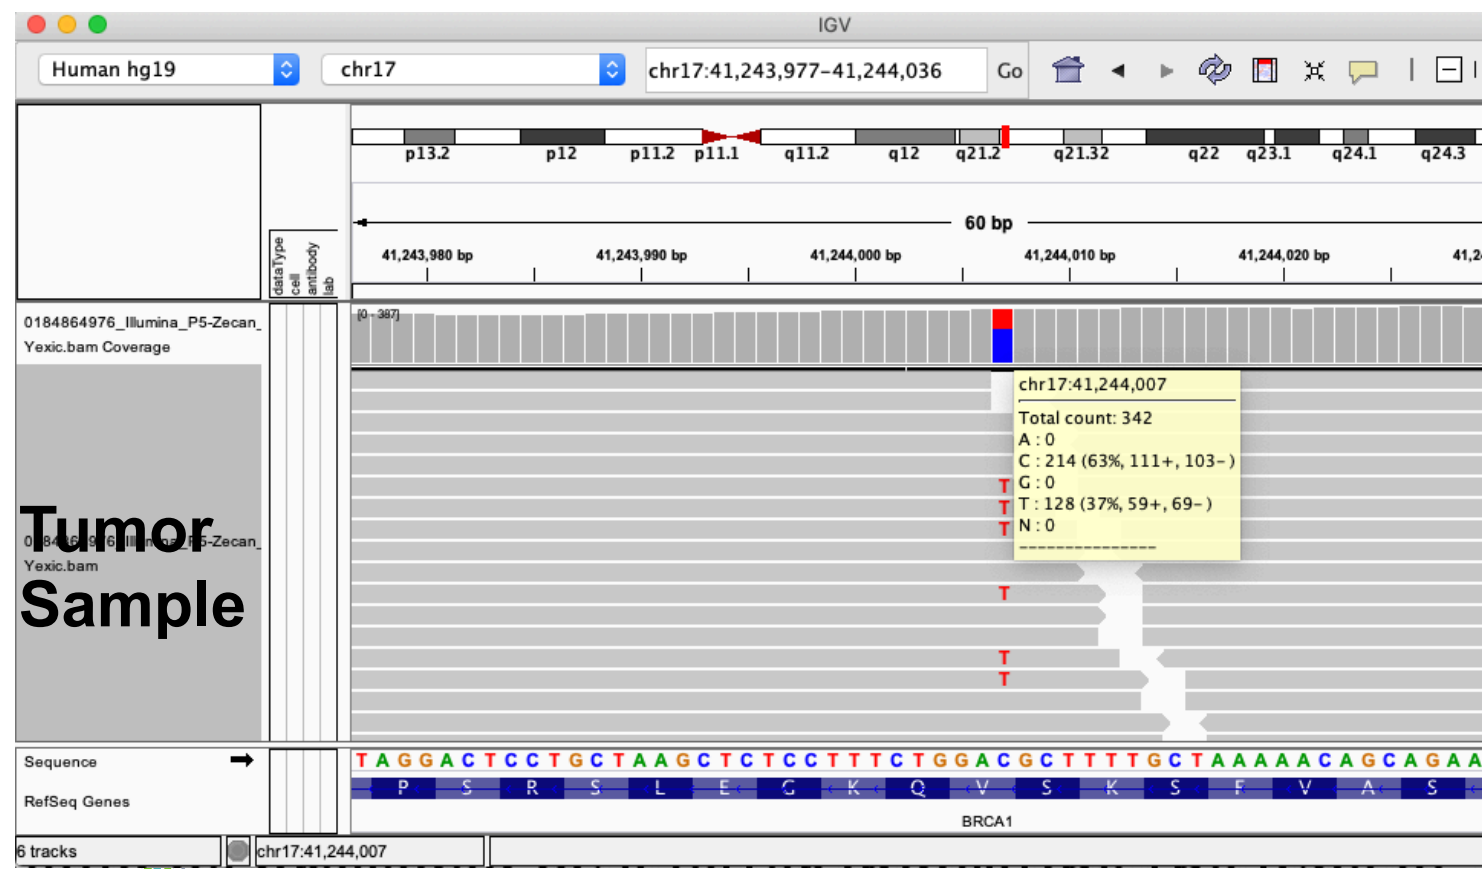 IGV
Human hg19 chr17 chr17:41,243,977-41,244,036 Go
p13.2 p12 p11.2 p11.1 q11.2 q12 q21.2 q21.32 q22 q23.1 q24.1 q24.3
60 bp
41,243,980 bp 41,243,990 bp 41,244,000 bp 41,244,010 bp 41,244,020 bp 41,2
dataType
cell
antibody
lab
[0 - 387]
0184864976_Illumina_P5-Zecan_
Yexic.bam Coverage
chr17:41,244,007
Total count: 342
A : 0
C : 214 (63%, 111+, 103- )
G : 0
T : 128 (37%, 59+, 69- )
N : 0
---------------
T
T
T
T
T
T
Tumor
0184864976_Illumina_P5-Zecan_
Yexic.bam
Sample
Sequence
T A G G A C T C C T G C T A A G C T C T C C T T T C T G G A C G C T T T T G C T A A A A A C A G C A G A A
RefSeq Genes
P S R S L E G K Q V S K S F V A S
BRCA1
6 tracks chr17:41,244,007